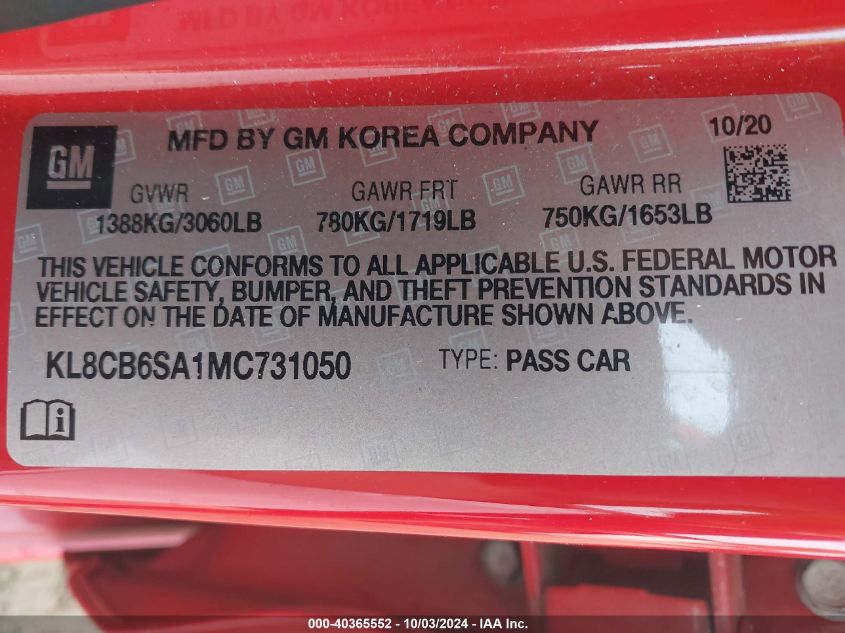 MFD BY GM KOREA COMPANY 10/20
GM
GVWR GAWR FRT GAWR RR
1388KG/3060LB 780KG/1719LB 750KG/1653LB
THIS VEHICLE CONFORMS TO ALL APPLICABLE U.S. FEDERAL MOTOR
VEHICLE SAFETY, BUMPER, AND THEFT PREVENTION STANDARDS IN
EFFECT ON THE DATE OF MANUFACTURE SHOWN ABOVE.
KL8CB6SA1MC731050 TYPE: PASS CAR
000-40365552 - 10/03/2024 - IAA Inc.